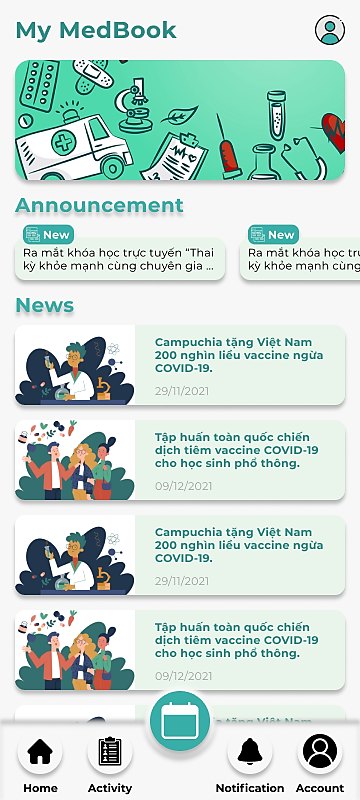 My MedBook
Announcement
New
Ra mắt khóa học trực tuyến “Thai
kỳ khỏe mạnh cùng chuyên gia ...
New
Ra mắt khóa học
kỳ khỏe mạnh cùng
News
Campuchia tặng Việt Nam
200 nghìn liều vaccine ngừa
COVID-19.
29/11/2021
Tập huấn toàn quốc chiến
dịch tiêm vaccine COVID-19
cho học sinh phổ thông.
09/12/2021
Campuchia tặng Việt Nam
200 nghìn liều vaccine ngừa
COVID-19.
29/11/2021
Tập huấn toàn quốc chiến
dịch tiêm vaccine COVID-19
cho học sinh phổ thông.
09/12/2021
tặng Việt Nam
Home
Activity
Notification
Account